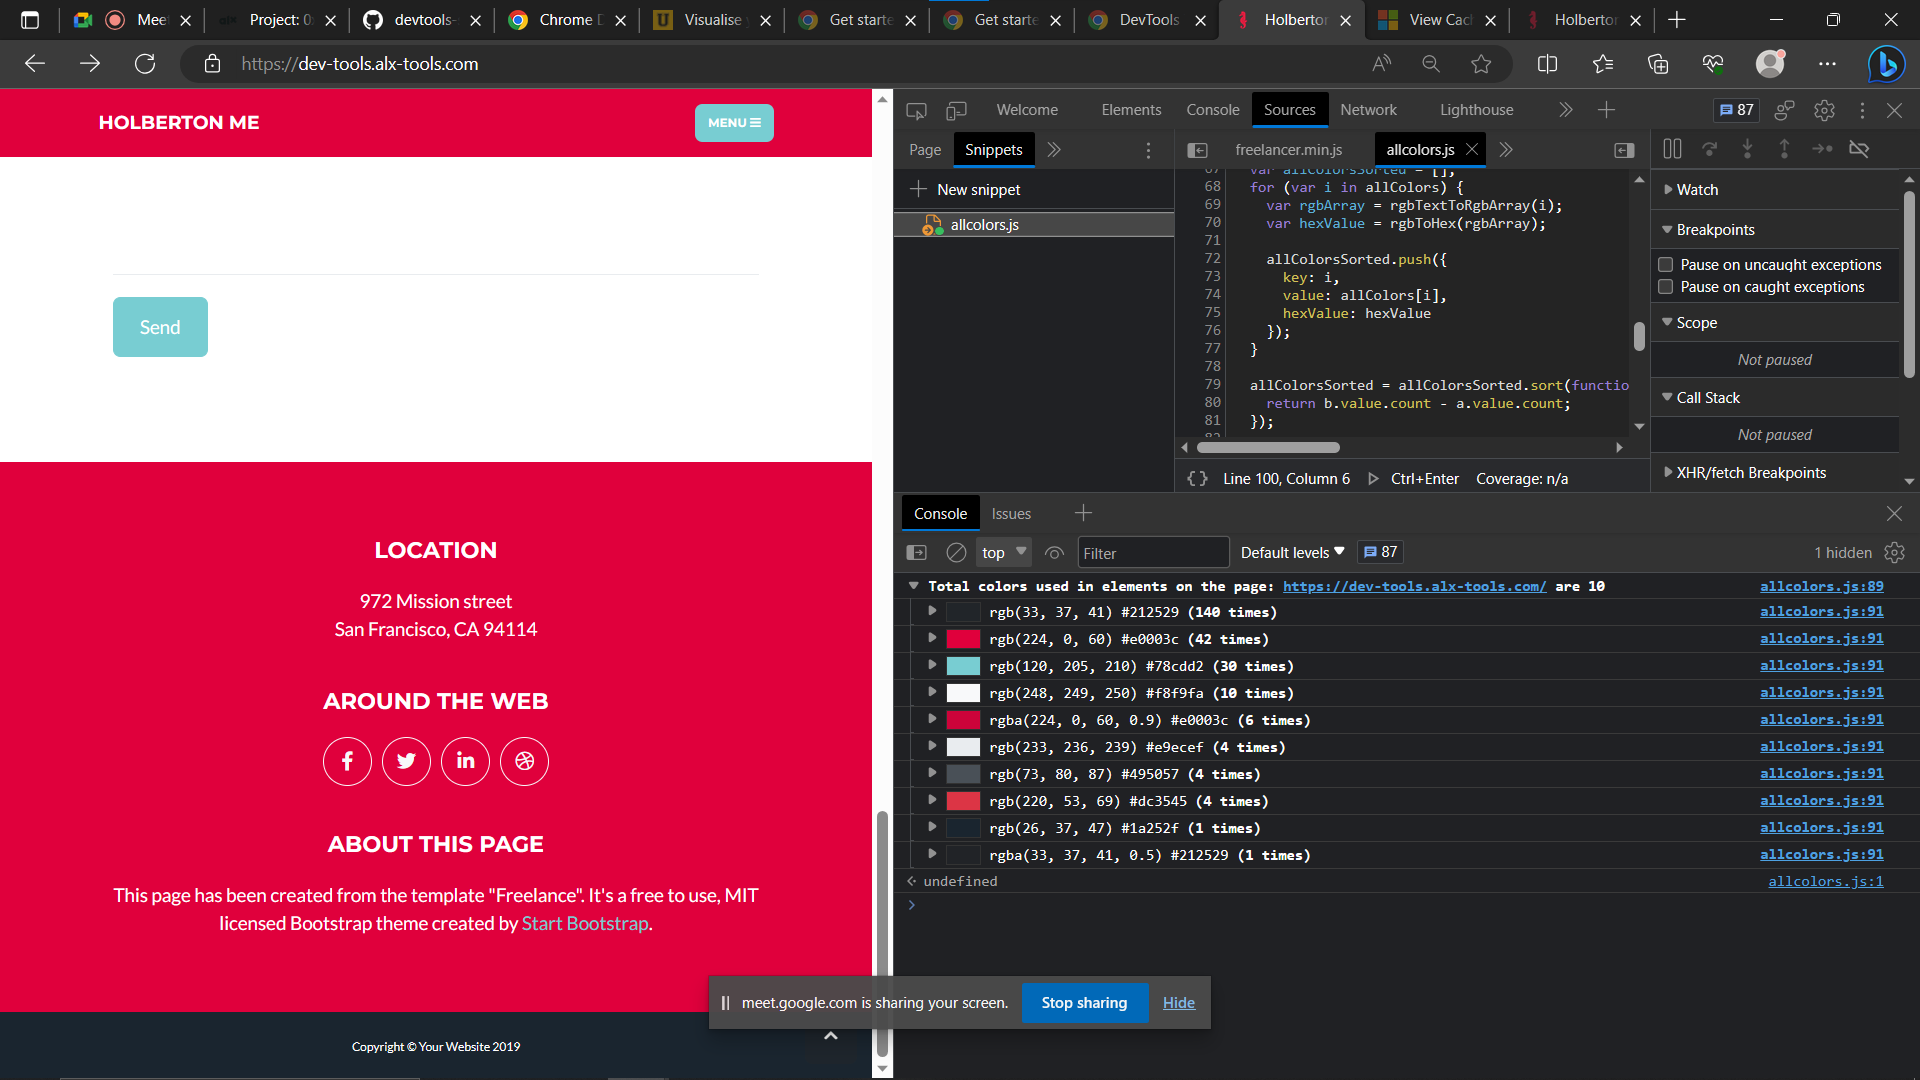 Mee
Project: 0
devtools-
Chrome D
Visualise
Get starte
Get starte
DevTools
Holberton
View Cac
Holberton
https://dev-tools.alx-tools.com
HOLBERTON ME
MENU
Send
LOCATION
972 Mission street
San Francisco, CA 94114
AROUND THE WEB
ABOUT THIS PAGE
This page has been created from the template "Freelance". It's a free to use, MIT
licensed Bootstrap theme created by Start Bootstrap.
Copyright © Your Website 2019
Welcome Elements Console Sources Network Lighthouse 87
Page Snippets
New snippet
allcolors.js
freelancer.min.js allcolors.js
67 var allColorsSorted = [];
68 for (var i in allColors) {
69 var rgbArray = rgbTextToRgbArray(i);
70 var hexValue = rgbToHex(rgbArray);
71
72 allColorsSorted.push({
73 key: i,
74 value: allColors[i],
75 hexValue: hexValue
76 });
77 }
78
79 allColorsSorted = allColorsSorted.sort(functio
80 return b.value.count - a.value.count;
81 });
82
{ } Line 100, Column 6 Ctrl+Enter Coverage: n/a
Watch
Breakpoints
Pause on uncaught exceptions
Pause on caught exceptions
Scope
Not paused
Call Stack
Not paused
XHR/fetch Breakpoints
Console Issues
top Filter Default levels 87 1 hidden
Total colors used in elements on the page: https://dev-tools.alx-tools.com/ are 10 allcolors.js:89
rgb(33, 37, 41) #212529 (140 times) allcolors.js:91
rgb(224, 0, 60) #e0003c (42 times) allcolors.js:91
rgb(120, 205, 210) #78cdd2 (30 times) allcolors.js:91
rgb(248, 249, 250) #f8f9fa (10 times) allcolors.js:91
rgba(224, 0, 60, 0.9) #e0003c (6 times) allcolors.js:91
rgb(233, 236, 239) #e9ecef (4 times) allcolors.js:91
rgb(73, 80, 87) #495057 (4 times) allcolors.js:91
rgb(220, 53, 69) #dc3545 (4 times) allcolors.js:91
rgb(26, 37, 47) #1a252f (1 times) allcolors.js:91
rgba(33, 37, 41, 0.5) #212529 (1 times) allcolors.js:91
undefined allcolors.js:1
meet.google.com is sharing your screen. Stop sharing Hide